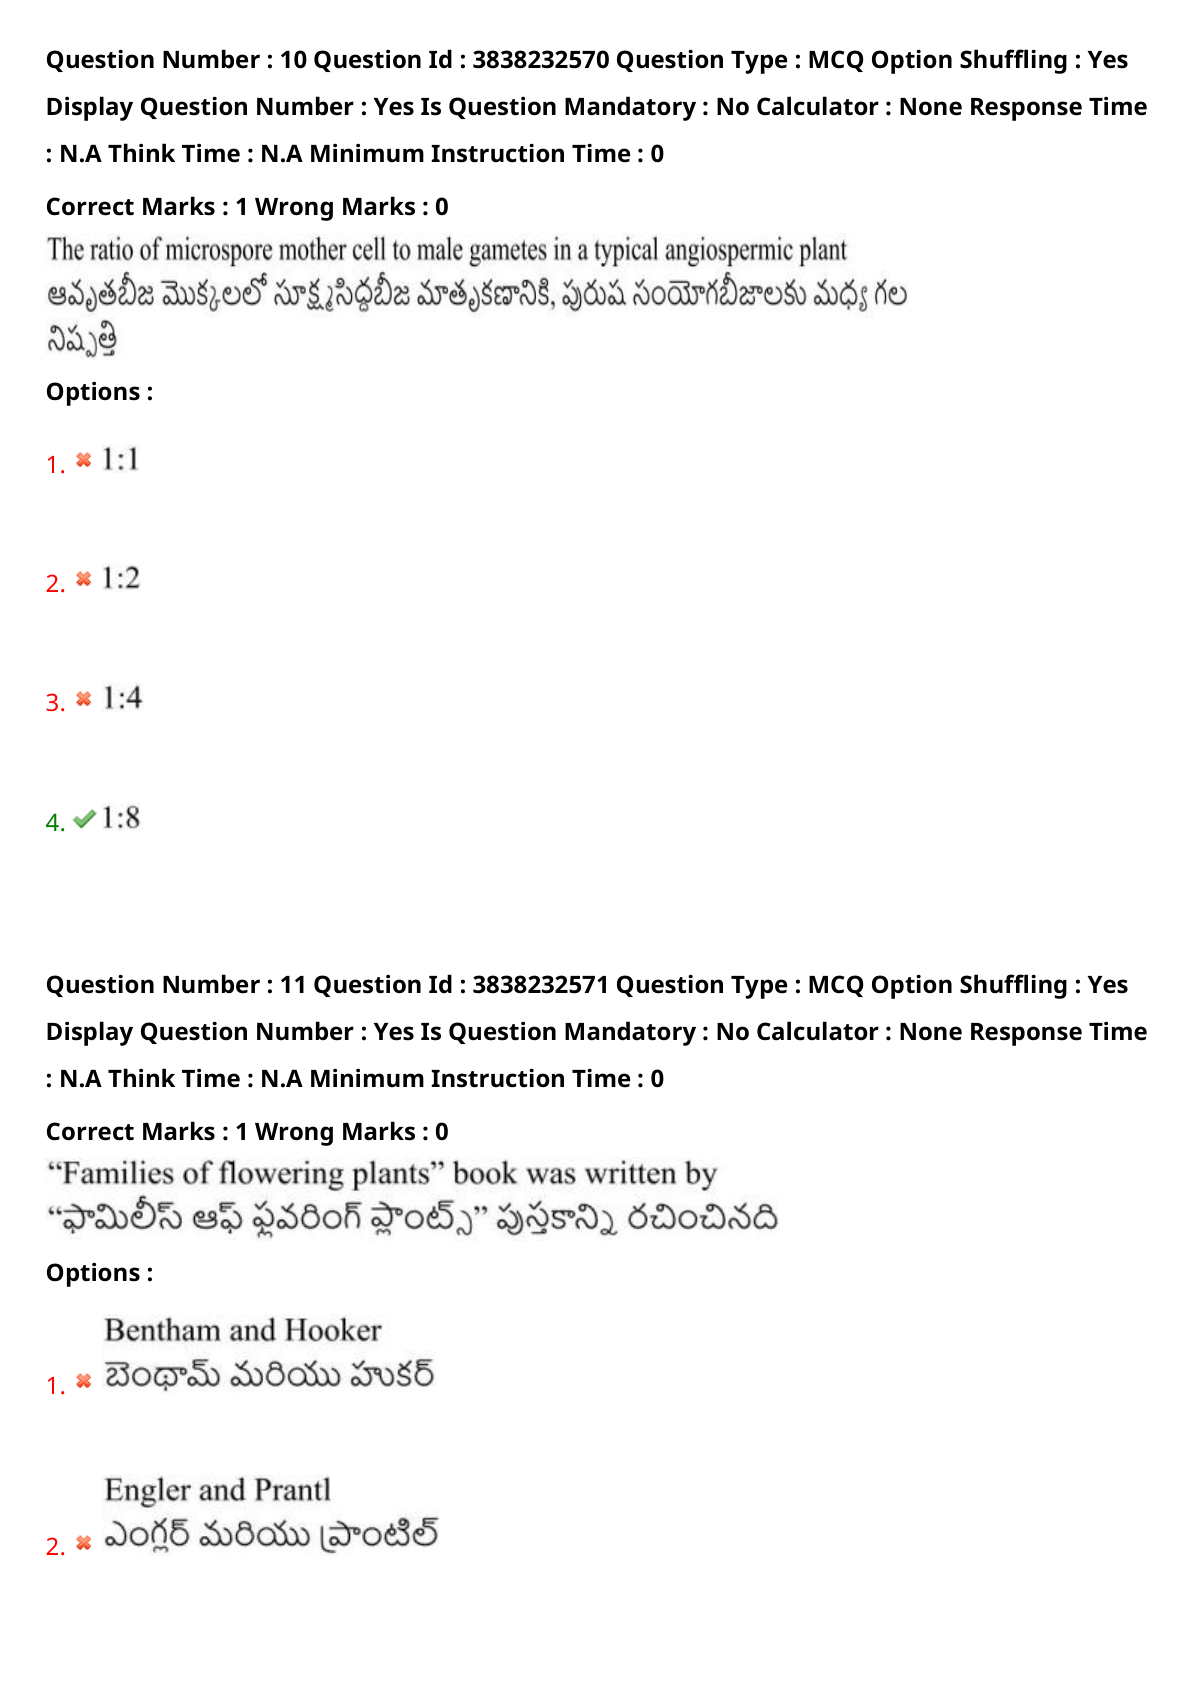 Question Number : 10 Question Id : 3838232570 Question Type : MCQ Option Shuffling : Yes
Display Question Number : Yes Is Question Mandatory : No Calculator : None Response Time
: N.A Think Time : N.A Minimum Instruction Time : 0
Correct Marks : 1 Wrong Marks : 0
The ratio of microspore mother cell to male gametes in a typical angiospermic plant
ఆవృతబీజ మొక్కలలో సూక్ష్మసిద్ధబీజ మాతృకణానికి, పురుష సంయోగబీజాలకు మధ్య గల
నిష్పత్తి
Options :
1. 1:1
2. 1:2
3. 1:4
4. 1:8
Question Number : 11 Question Id : 3838232571 Question Type : MCQ Option Shuffling : Yes
Display Question Number : Yes Is Question Mandatory : No Calculator : None Response Time
: N.A Think Time : N.A Minimum Instruction Time : 0
Correct Marks : 1 Wrong Marks : 0
“Families of flowering plants” book was written by
“ఫామిలీస్ ఆఫ్ ఫ్లవరింగ్ ప్లాంట్స్” పుస్తకాన్ని రచించినది
Options :
Bentham and Hooker
1. బెంథామ్ మరియు హుకర్
Engler and Prantl
2. ఎంగ్లర్ మరియు ప్రాంటిల్